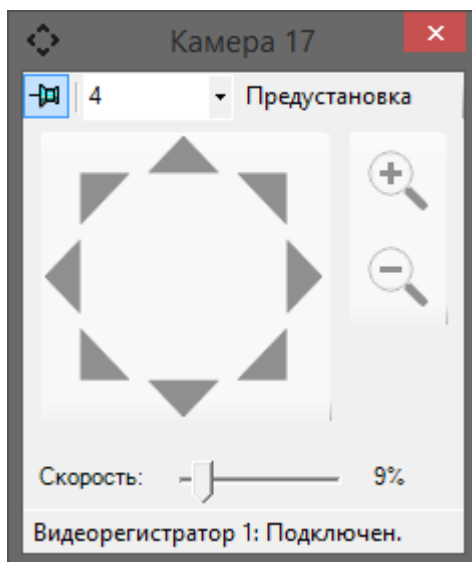 Камера 17
4 Предустановка
Скорость: 9%
Видеорегистратор 1: Подключен.